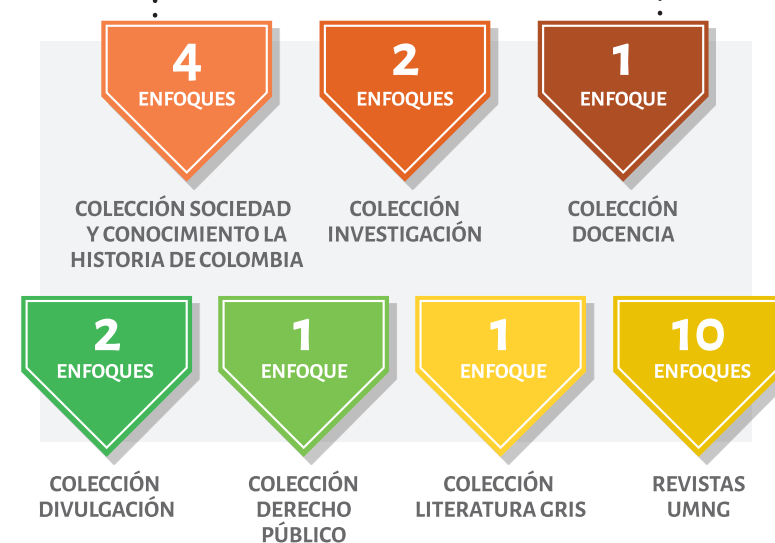 4
ENFOQUES
COLECCIÓN SOCIEDAD
Y CONOCIMIENTO LA
HISTORIA DE COLOMBIA
2
ENFOQUES
COLECCIÓN
INVESTIGACIÓN
1
ENFOQUE
COLECCIÓN
DOCENCIA
2
ENFOQUES
COLECCIÓN
DIVULGACIÓN
1
ENFOQUE
COLECCIÓN
DERECHO
PÚBLICO
1
ENFOQUE
COLECCIÓN
LITERATURA GRIS
10
ENFOQUES
REVISTAS
UMNG